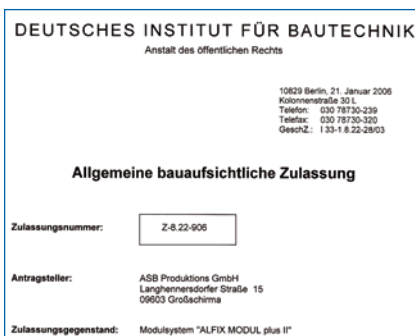 DEUTSCHES INSTITUT FÜR BAUTECHNIK
Anstalt des öffentlichen Rechts
10829 Berlin, 21. Januar 2006
Kolonnenstraße 30 L
Telefon: 030 78730-239
Telefax: 030 78730-320
GeschZ.: I 33-1.8.22-28/03
Allgemeine bauaufsichtliche Zulassung
Zulassungsnummer: Z-8.22-906
Antragsteller: ASB Produktions GmbH
Langhennersdorfer Straße 15
09603 Großschirma
Zulassungsgegenstand: Modulsystem "ALFIX MODUL plus II"